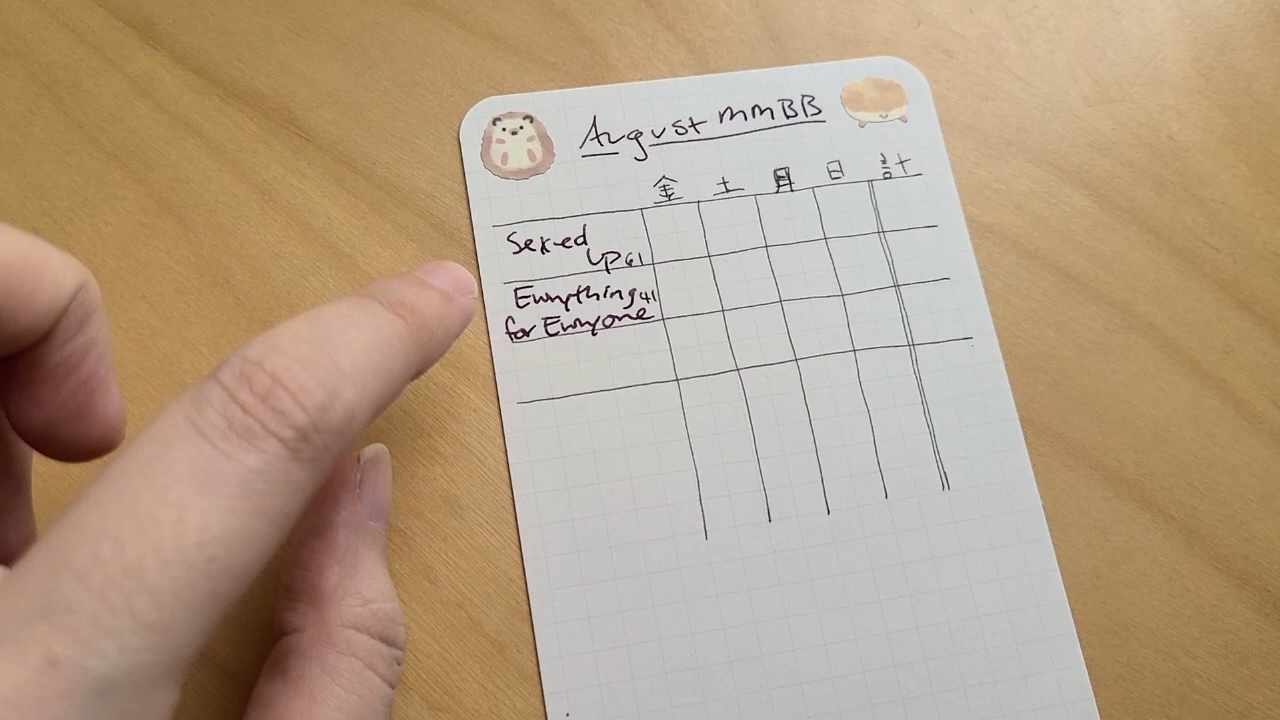 August mmBB
金 土 月 日 計
Sexed
up 61
Everything 41
for Everyone